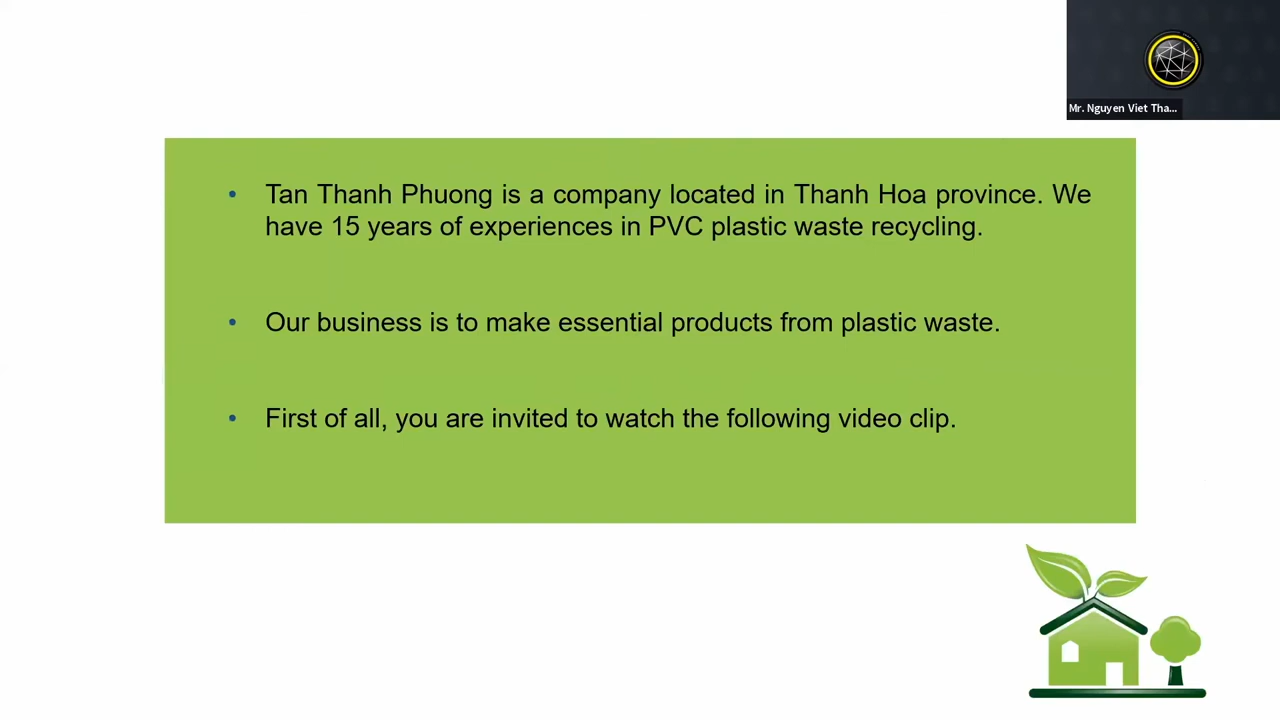 Mr. Nguyen Viet Tha...
• Tan Thanh Phuong is a company located in Thanh Hoa province. We
have 15 years of experiences in PVC plastic waste recycling.
• Our business is to make essential products from plastic waste.
• First of all, you are invited to watch the following video clip.